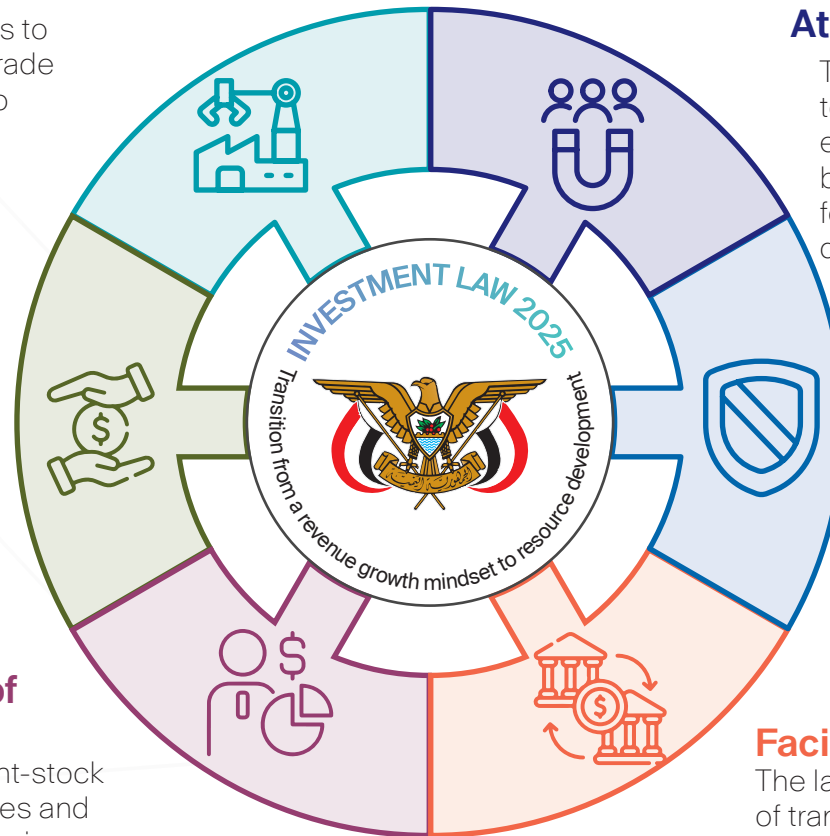 s to
rade
At
INVESTMENT LAW 2025
Transition from a revenue growth mindset to resource development
$
$
of
nt-stock
es and
$
Faci
The la
of trar